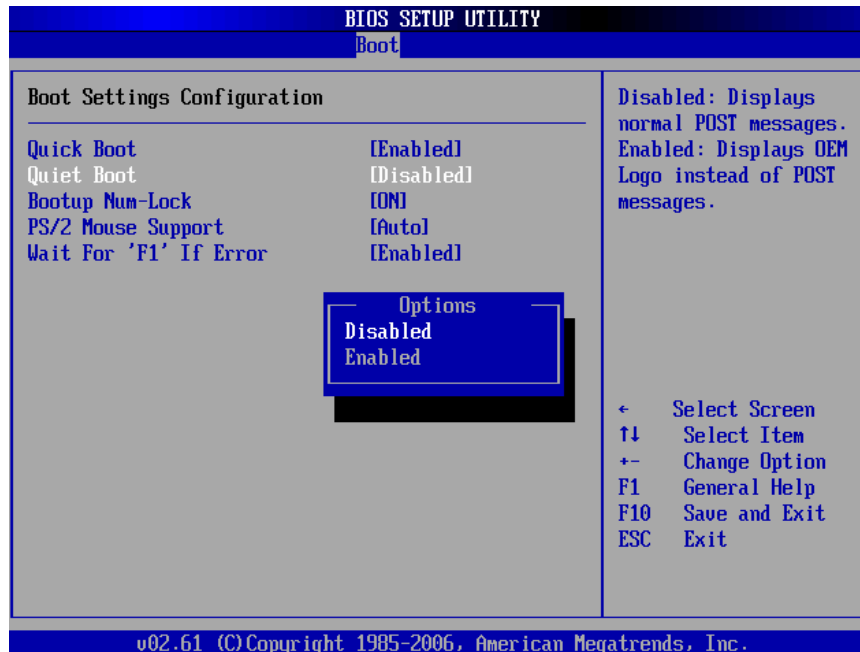 BIOS SETUP UTILITY
Boot
Boot Settings Configuration
Quick Boot [Enabled]
Quiet Boot [Disabled]
Bootup Num-Lock [ON]
PS/2 Mouse Support [Auto]
Wait For 'F1' If Error [Enabled]
Options
Disabled
Enabled
Disabled: Displays
normal POST messages.
Enabled: Displays OEM
Logo instead of POST
messages.
← Select Screen
↑↓ Select Item
+- Change Option
F1 General Help
F10 Save and Exit
ESC Exit
v02.61 (C)Copyright 1985-2006, American Megatrends, Inc.